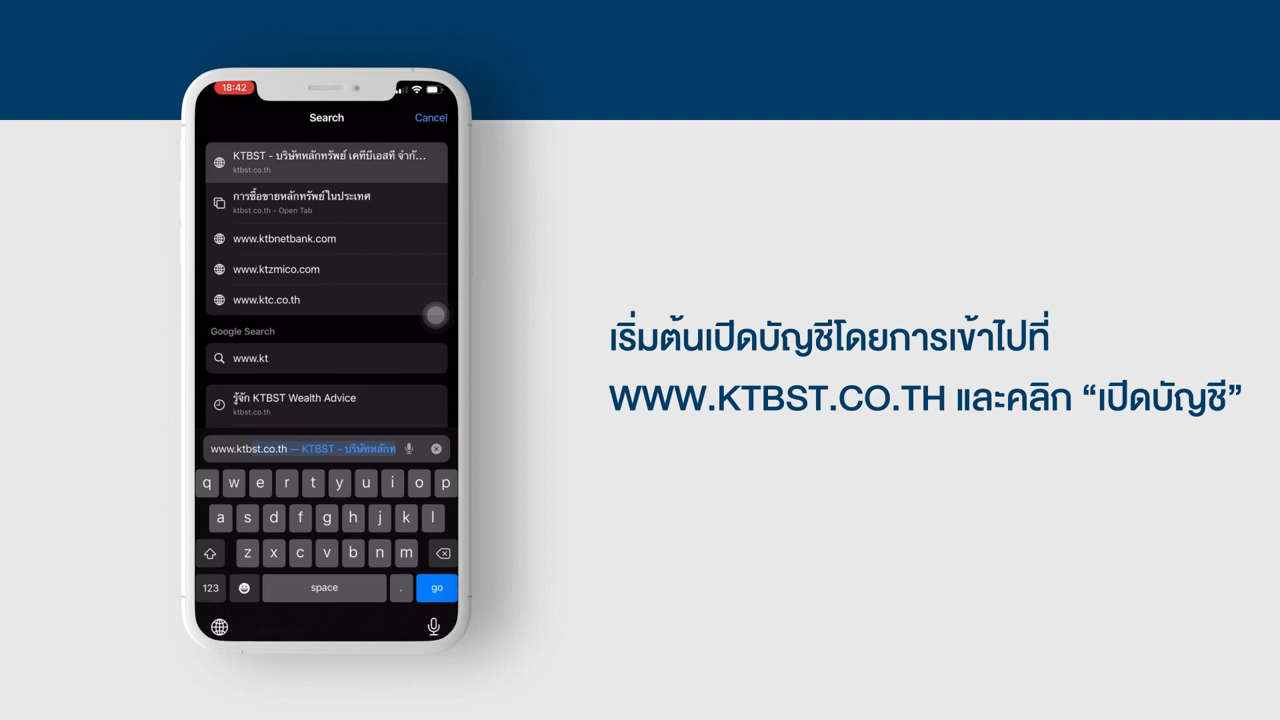 18:42
Search
Cancel
KTBST - บริษัทหลักทรัพย์ เคทีบีเอสที จำกั...
ktbst.co.th
การซื้อขายหลักทรัพย์ในประเทศ
ktbst.co.th - Open Tab
www.ktbnetbank.com
www.ktzmico.com
www.ktc.co.th
Google Search
www.kt
รู้จัก KTBST Wealth Advice
ktbst.co.th
www.ktbst.co.th — KTBST - บริษัทหลักท
q w e r t y u i o p
a s d f g h j k l
z x c v b n m
123 space . go
เริ่มต้นเปิดบัญชีโดยการเข้าไปที่
WWW.KTBST.CO.TH และคลิก “เปิดบัญชี”